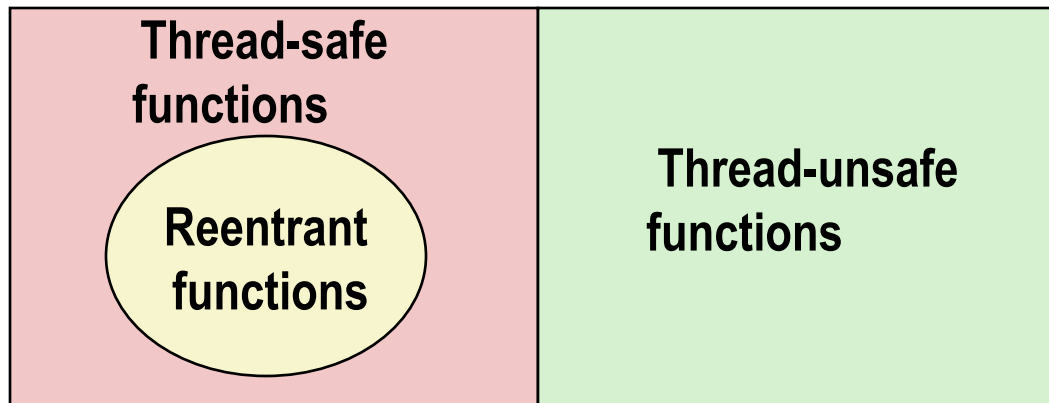 Thread-safe
functions
Reentrant
functions
Thread-unsafe
functions